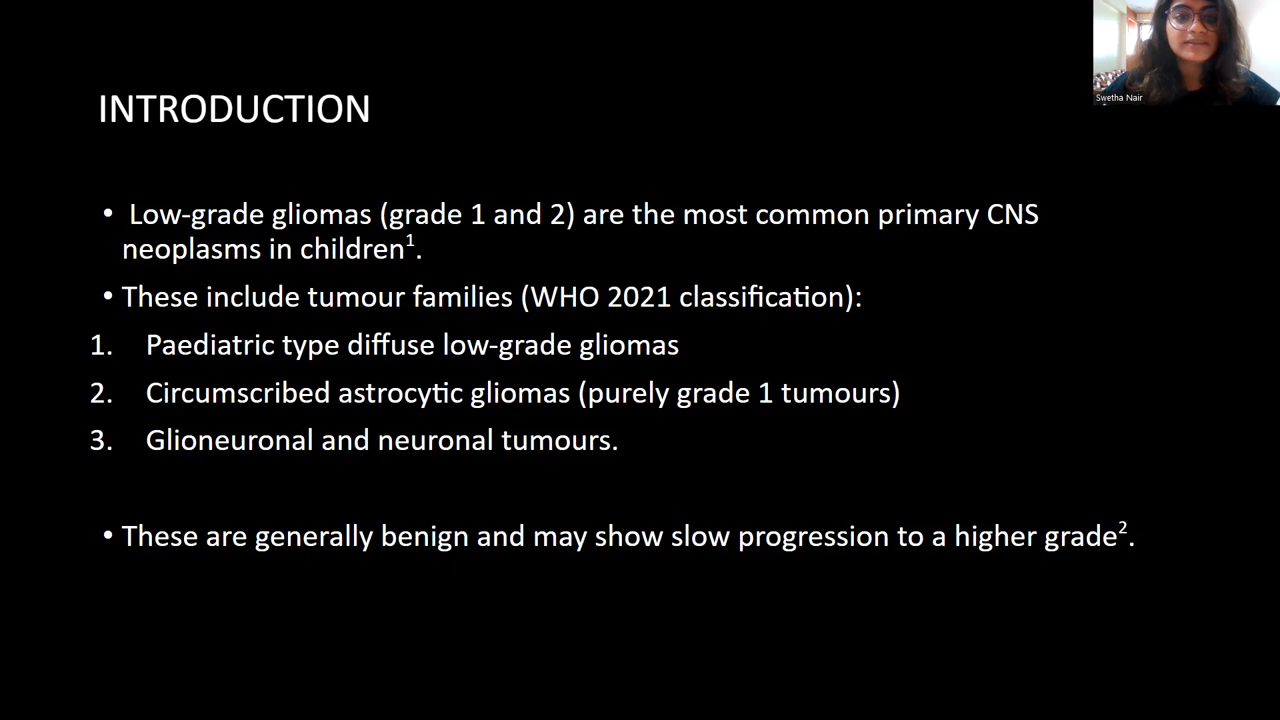 Swetha Nair
INTRODUCTION
• Low-grade gliomas (grade 1 and 2) are the most common primary CNS
neoplasms in children¹.
• These include tumour families (WHO 2021 classification):
1. Paediatric type diffuse low-grade gliomas
2. Circumscribed astrocytic gliomas (purely grade 1 tumours)
3. Glioneuronal and neuronal tumours.
• These are generally benign and may show slow progression to a higher grade².